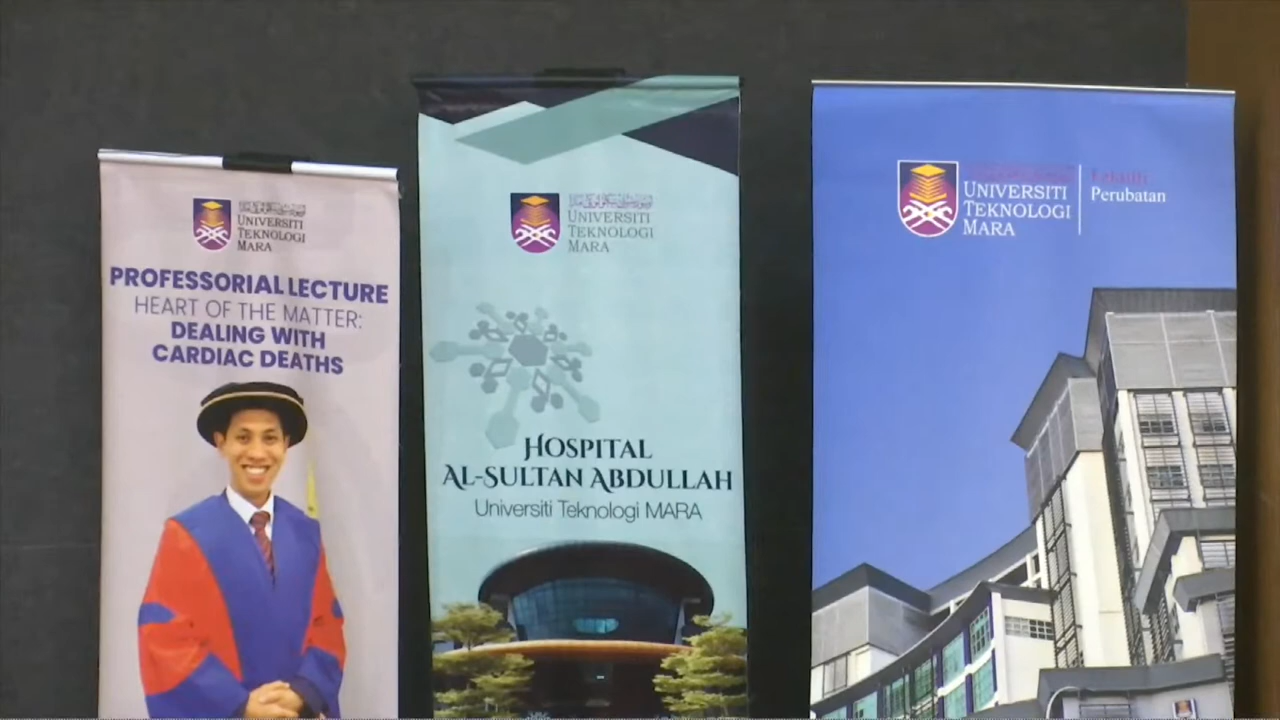 UNIVERSITI
TEKNOLOGI
MARA
PROFESSORIAL LECTURE
HEART OF THE MATTER:
DEALING WITH
CARDIAC DEATHS
UNIVERSITI
TEKNOLOGI
MARA
HOSPITAL
AL-SULTAN ABDULLAH
Universiti Teknologi MARA
UNIVERSITI
TEKNOLOGI
MARA
Fakulti
Perubatan